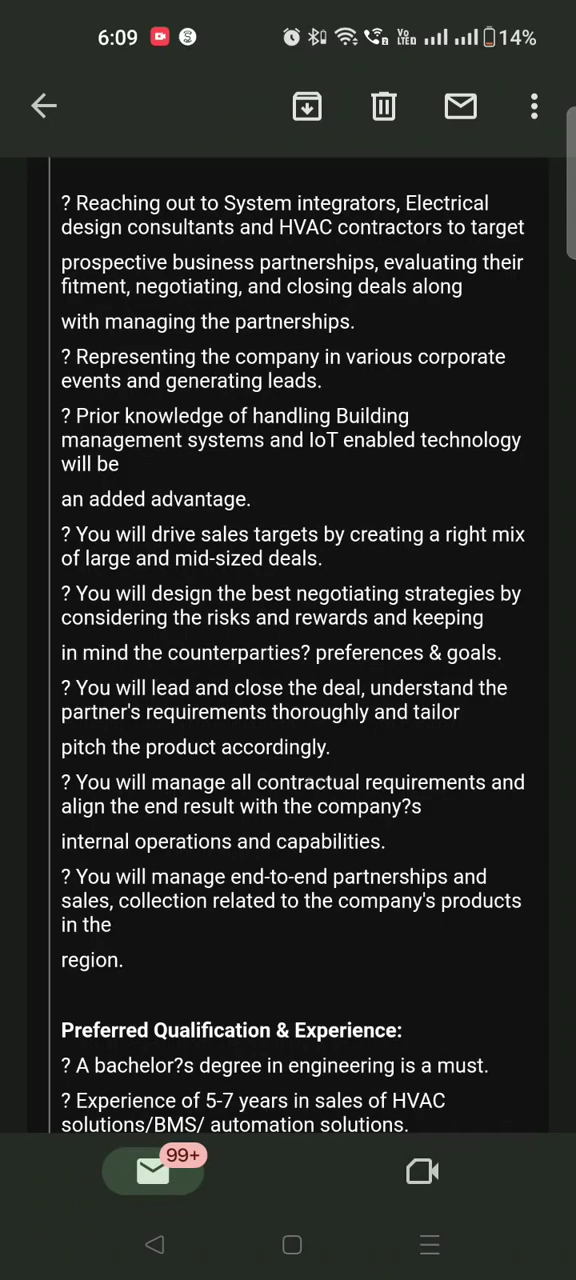 6:09
Vo
LTED
14%
? Reaching out to System integrators, Electrical
design consultants and HVAC contractors to target
prospective business partnerships, evaluating their
fitment, negotiating, and closing deals along
with managing the partnerships.
? Representing the company in various corporate
events and generating leads.
? Prior knowledge of handling Building
management systems and IoT enabled technology
will be
an added advantage.
? You will drive sales targets by creating a right mix
of large and mid-sized deals.
? You will design the best negotiating strategies by
considering the risks and rewards and keeping
in mind the counterparties? preferences & goals.
? You will lead and close the deal, understand the
partner's requirements thoroughly and tailor
pitch the product accordingly.
? You will manage all contractual requirements and
align the end result with the company?s
internal operations and capabilities.
? You will manage end-to-end partnerships and
sales, collection related to the company's products
in the
region.
Preferred Qualification & Experience:
? A bachelor?s degree in engineering is a must.
? Experience of 5-7 years in sales of HVAC
solutions/BMS/ automation solutions.
99+